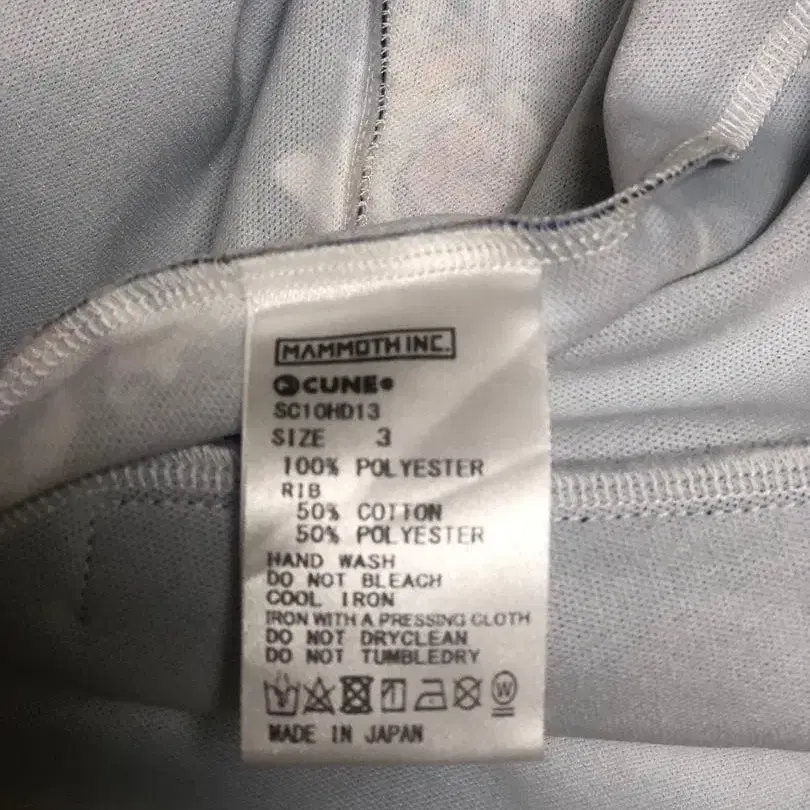 MAMMOTH INC.
CUNE
SC10HD13
SIZE 3
100% POLYESTER
RIB
50% COTTON
50% POLYESTER
HAND WASH
DO NOT BLEACH
COOL IRON
IRON WITH A PRESSING CLOTH
DO NOT DRYCLEAN
DO NOT TUMBLEDRY
W
MADE IN JAPAN